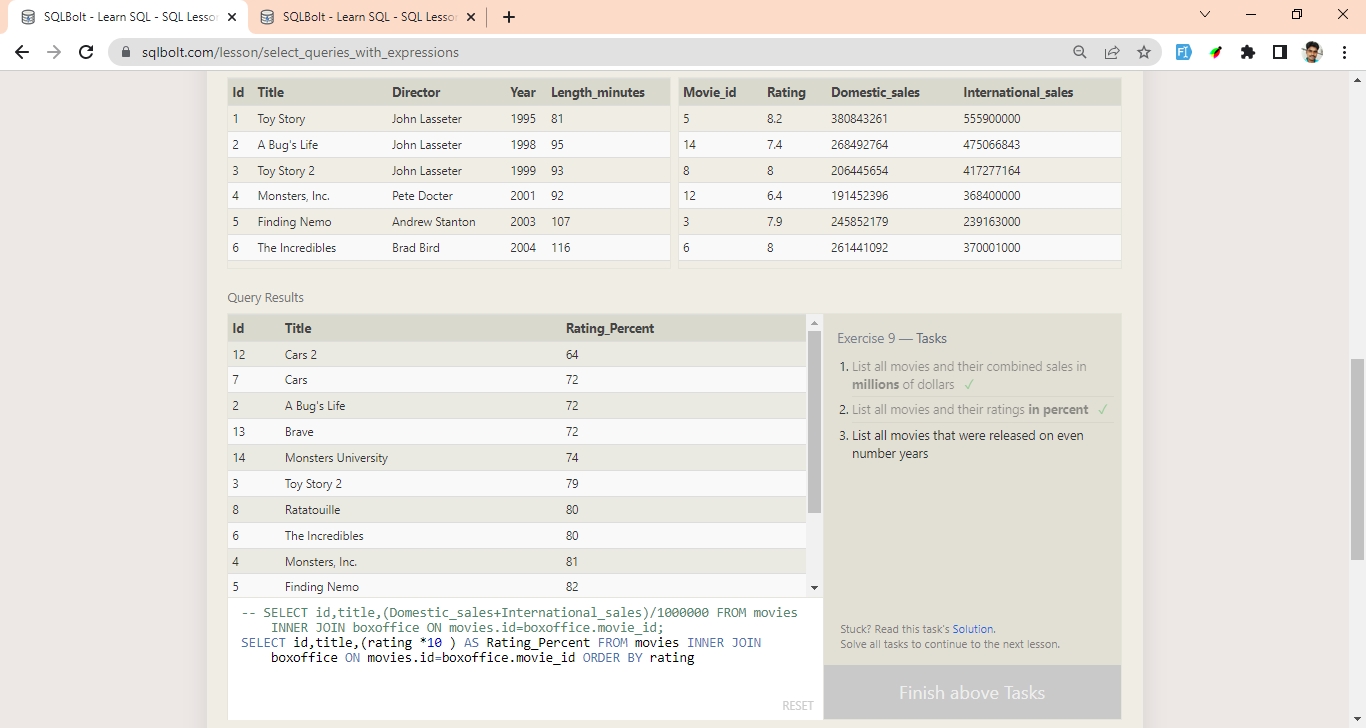 SQLBolt - Learn SQL - SQL Lesson
SQLBolt - Learn SQL - SQL Lesson
sqlbolt.com/lesson/select_queries_with_expressions
Id Title Director Year Length_minutes
1 Toy Story John Lasseter 1995 81
2 A Bug's Life John Lasseter 1998 95
3 Toy Story 2 John Lasseter 1999 93
4 Monsters, Inc. Pete Docter 2001 92
5 Finding Nemo Andrew Stanton 2003 107
6 The Incredibles Brad Bird 2004 116
Movie_id Rating Domestic_sales International_sales
5 8.2 380843261 555900000
14 7.4 268492764 475066843
8 8 206445654 417277164
12 6.4 191452396 368400000
3 7.9 245852179 239163000
6 8 261441092 370001000
Query Results
Id Title Rating_Percent
12 Cars 2 64
7 Cars 72
2 A Bug's Life 72
13 Brave 72
14 Monsters University 74
3 Toy Story 2 79
8 Ratatouille 80
6 The Incredibles 80
4 Monsters, Inc. 81
5 Finding Nemo 82
-- SELECT id,title,(Domestic_sales+International_sales)/1000000 FROM movies
INNER JOIN boxoffice ON movies.id=boxoffice.movie_id;
SELECT id,title,(rating *10 ) AS Rating_Percent FROM movies INNER JOIN
boxoffice ON movies.id=boxoffice.movie_id ORDER BY rating
RESET
Exercise 9 — Tasks
1. List all movies and their combined sales in
millions of dollars ✓
2. List all movies and their ratings in percent ✓
3. List all movies that were released on even
number years
Stuck? Read this task's Solution.
Solve all tasks to continue to the next lesson.
Finish above Tasks